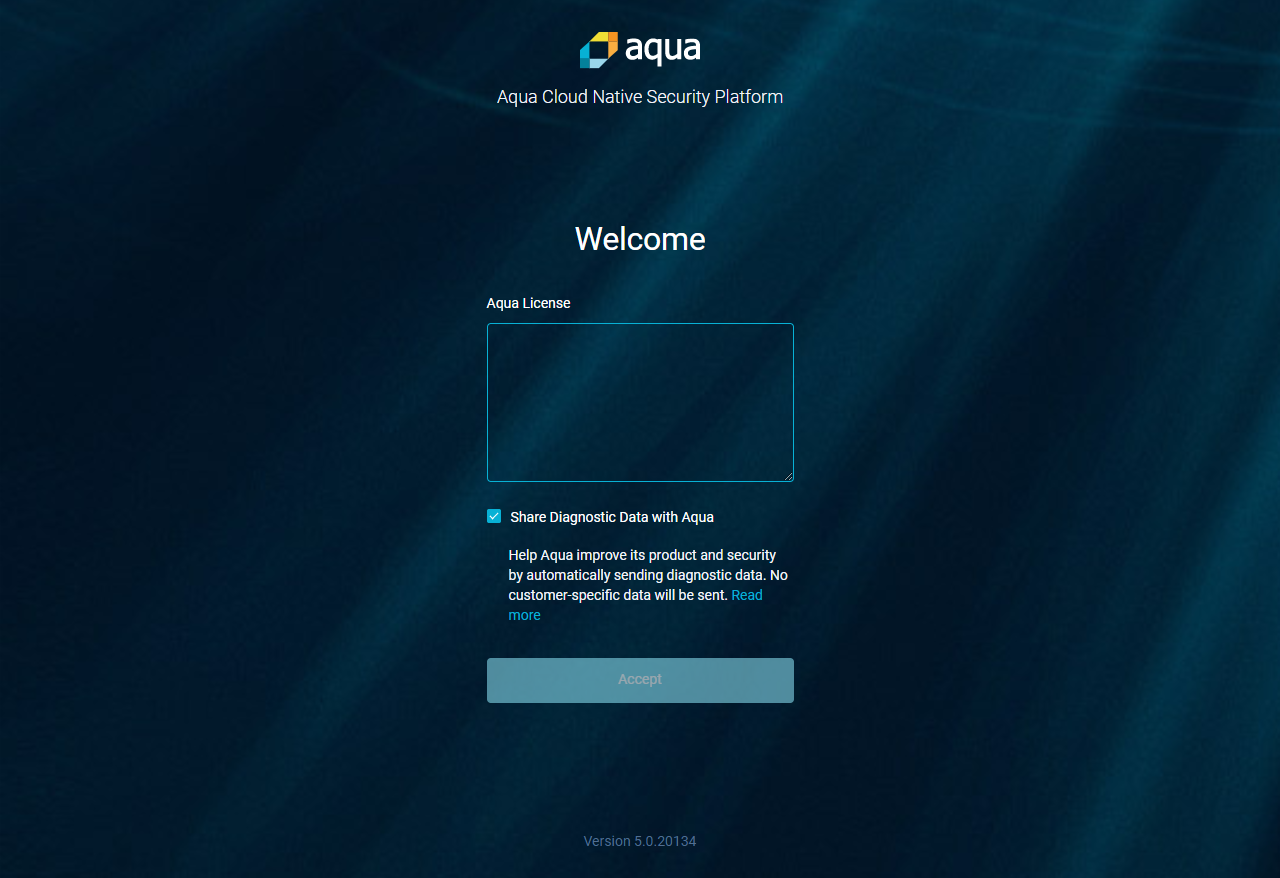 aqua
Aqua Cloud Native Security Platform
Welcome
Aqua License
Share Diagnostic Data with Aqua
Help Aqua improve its product and security
by automatically sending diagnostic data. No
customer-specific data will be sent. Read
more
Accept
Version 5.0.20134